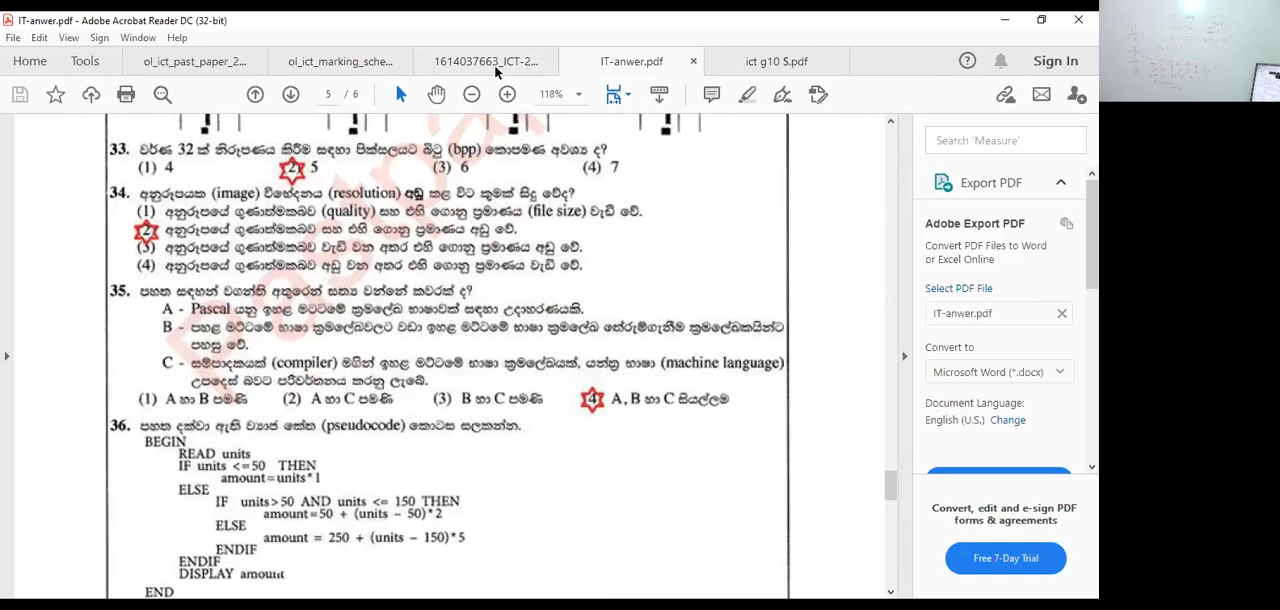 IT-anwer.pdf - Adobe Acrobat Reader DC (32-bit)
File Edit View Sign Window Help
Home Tools ol_ict_past_paper_2... ol_ict_marking_sche... 1614037663_ICT-2... IT-anwer.pdf ict g10 S.pdf Sign In
5 / 6 118%
33. වර්ණ 32 ක් නිරූපණය කිරීම සඳහා පික්සලයට බිටු (bpp) කොපමණ අවශ්‍ය ද?
(1) 4 (2) 5 (3) 6 (4) 7
34. අනුරූපයක (image) විභේදනය (resolution) අඩු කළ විට කුමක් සිදු වේද?
(1) අනුරූපයේ ගුණාත්මකබව (quality) සහ එහි ගොනු ප්‍රමාණය (file size) වැඩි වේ.
(2) අනුරූපයේ ගුණාත්මකබව සහ එහි ගොනු ප්‍රමාණය අඩු වේ.
(3) අනුරූපයේ ගුණාත්මකබව වැඩි වන අතර එහි ගොනු ප්‍රමාණය අඩු වේ.
(4) අනුරූපයේ ගුණාත්මකබව අඩු වන අතර එහි ගොනු ප්‍රමාණය වැඩි වේ.
35. පහත සඳහන් වගන්ති අතුරෙන් සත්‍ය වන්නේ කවරක් ද?
A - Pascal යනු ඉහළ මට්ටමේ ක්‍රමලේඛ භාෂාවක් සඳහා උදාහරණයකි.
B - පහළ මට්ටමේ භාෂා ක්‍රමලේඛවලට වඩා ඉහළ මට්ටමේ භාෂා ක්‍රමලේඛ තේරුම්ගැනීම ක්‍රමලේඛකයින්ට
පහසු වේ.
C - සම්පාදකයක් (compiler) මගින් ඉහළ මට්ටමේ භාෂා ක්‍රමලේඛයක්, යන්ත්‍ර භාෂා (machine language)
උපදෙස් බවට පරිවර්තනය කරනු ලැබේ.
(1) A හා B පමණි (2) A හා C පමණි (3) B හා C පමණි (4) A, B හා C සියල්ලම
36. පහත දක්වා ඇති ව්‍යාජ කේත (pseudocode) කොටස සලකන්න.
BEGIN
READ units
IF units <=50 THEN
amount=units*1
ELSE
IF units>50 AND units <= 150 THEN
amount=50 + (units - 50)*2
ELSE
amount = 250 + (units - 150)*5
ENDIF
ENDIF
DISPLAY amount
END
Search 'Measure'
Export PDF
Adobe Export PDF
Convert PDF Files to Word
or Excel Online
Select PDF File
IT-anwer.pdf
Convert to
Microsoft Word (*.docx)
Document Language:
English (U.S.) Change
Convert, edit and e-sign PDF
forms & agreements
Free 7-Day Trial